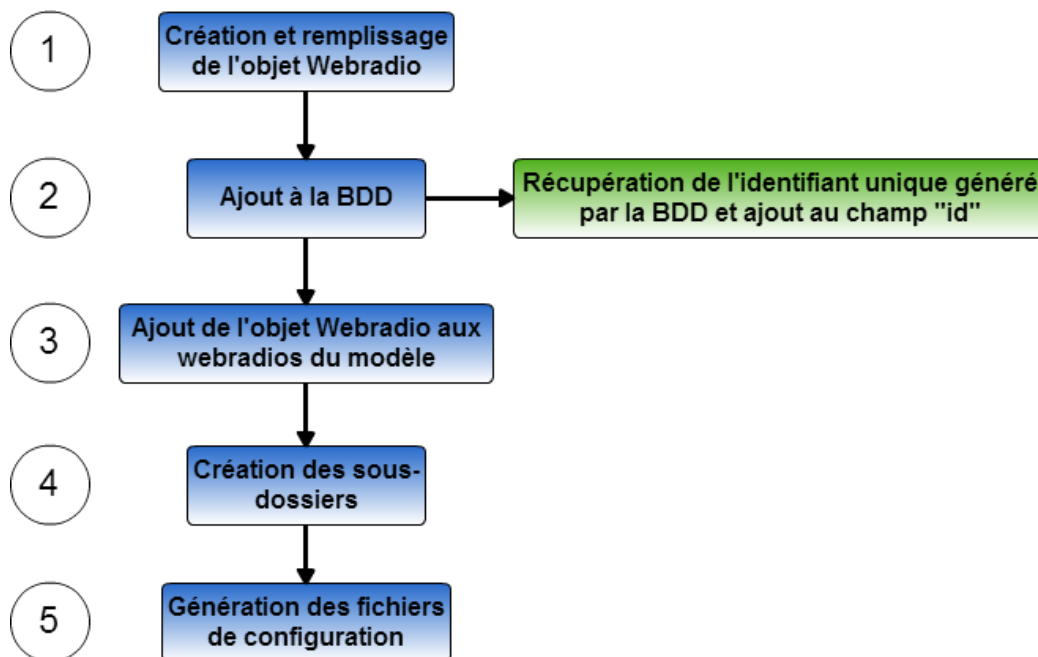 1
Création et remplissage
de l'objet Webradio
2
Ajout à la BDD
Récupération de l'identifiant unique généré
par la BDD et ajout au champ "id"
3
Ajout de l'objet Webradio aux
webradios du modèle
4
Création des sous-
dossiers
5
Génération des fichiers
de configuration